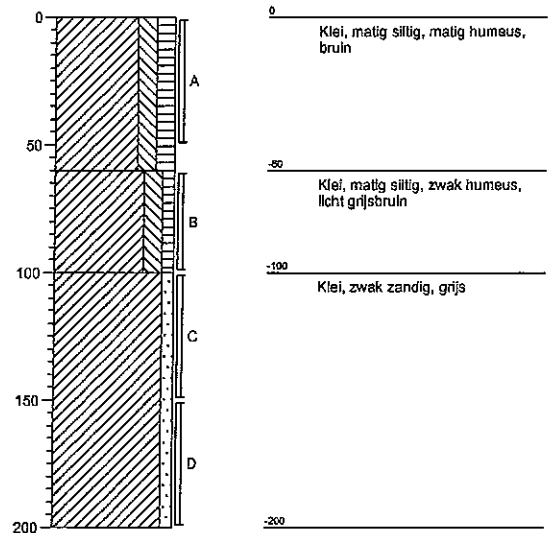 0
50
100
150
200
A
B
C
D
0
Klei, matig siltig, matig humeus,
bruin
-60
Klei, matig siltig, zwak humeus,
licht grijsbruin
-100
Klei, zwak zandig, grijs
-200